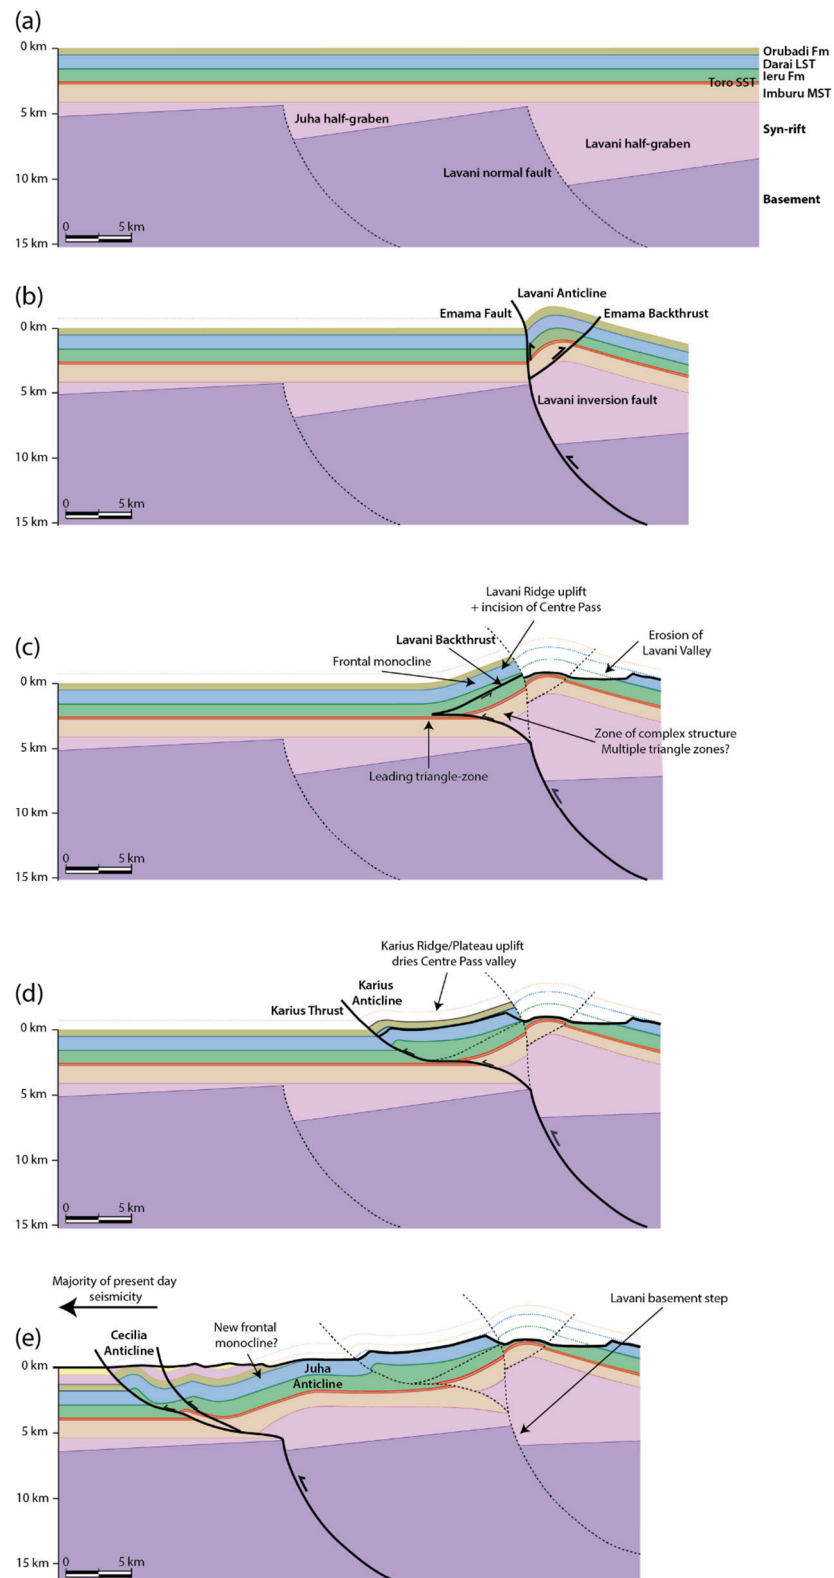 (a)
0 km
Orubadi Fm
Darai LST
Ieru Fm
Toro SST
Imburu MST
5 km
Juha half-graben
Syn-rift
Lavani half-graben
Lavani normal fault
10 km
Basement
0 5 km
15 km
(b)
Lavani Anticline
Emama Fault
Emama Backthrust
0 km
5 km
Lavani inversion fault
10 km
0 5 km
15 km
Lavani Ridge uplift
+ incision of Centre Pass
(c)
Lavani Backthrust
Erosion of
Lavani Valley
Frontal monocline
0 km
Zone of complex structure
Multiple triangle zones?
5 km
Leading triangle-zone
10 km
0 5 km
15 km
Karius Ridge/Plateau uplift
dries Centre Pass valley
(d)
Karius
Anticline
Karius Thrust
0 km
5 km
10 km
0 5 km
15 km
Majority of present day
seismicity
Lavani basement step
(e)
Cecilia
Anticline
New frontal
monocline?
0 km
Juha
Anticline
5 km
10 km
0 5 km
15 km